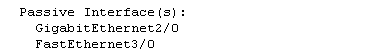 Passive Interface(s):
GigabitEthernet2/0
FastEthernet3/0